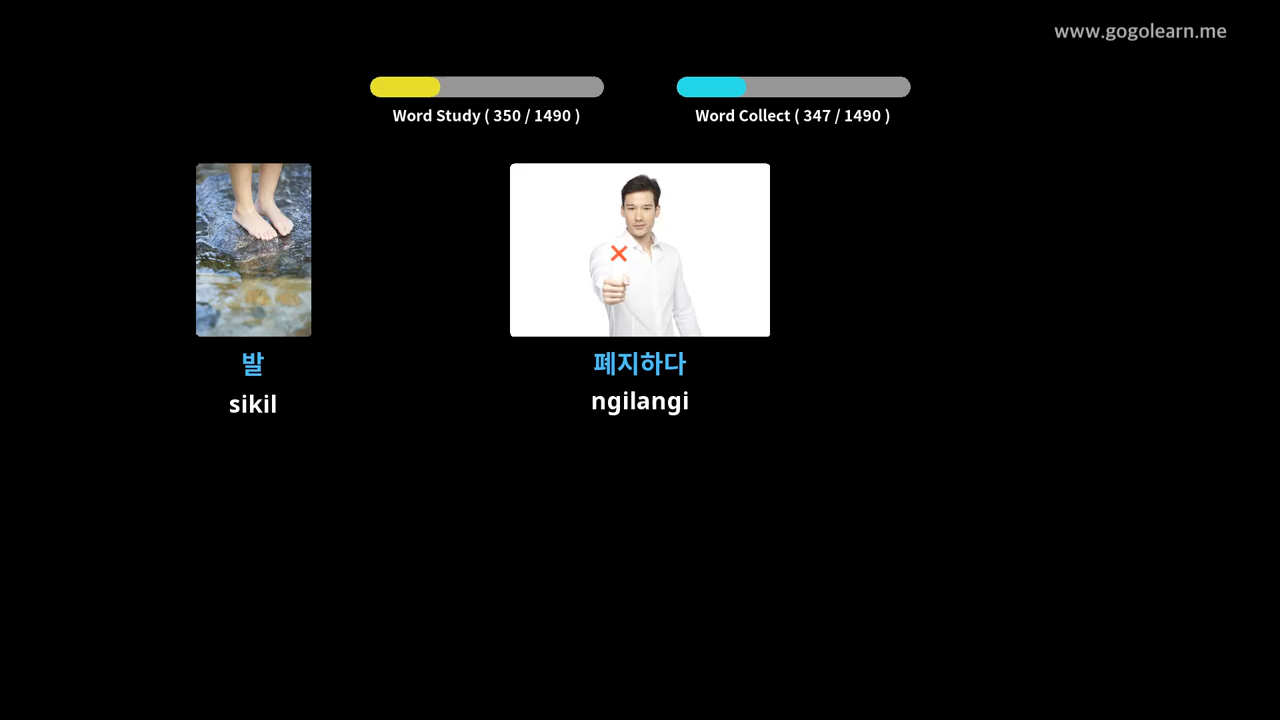 www.gogolearn.me
Word Study ( 350 / 1490 )
Word Collect ( 347 / 1490 )
발
sikil
폐지하다
ngilangi